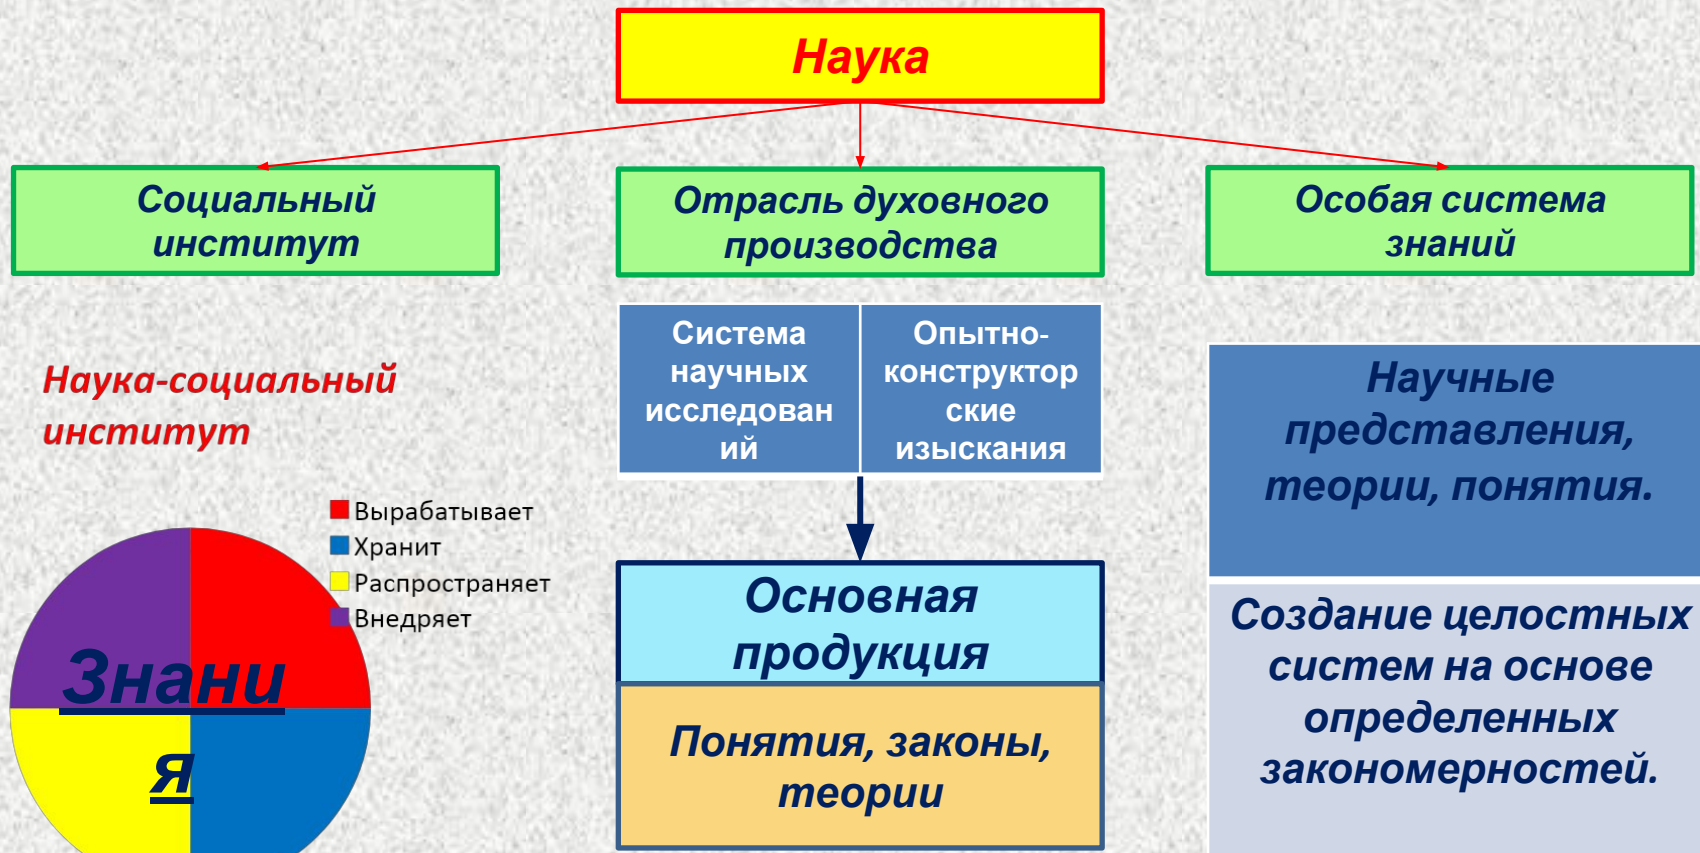 Наука
Социальный
институт
Отрасль духовного
производства
Особая система
знаний
Наука-социальный
институт
Вырабатывает
Хранит
Распространяет
Внедряет
Знани
я
Система
научных
исследован
ий
Опытно-
конструктор
ские
изыскания
Основная
продукция
Понятия, законы,
теории
Научные
представления,
теории, понятия.
Создание целостных
систем на основе
определенных
закономерностей.